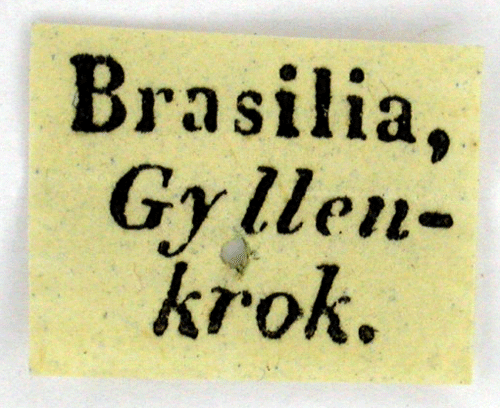 Brasilia,
Gyllen-
krok.